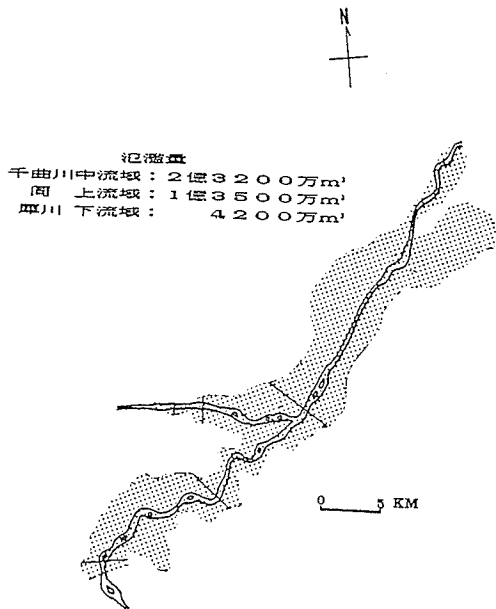 N
氾濫量
千曲川中流域：2億3200万m³
同 上流域：1億3500万m³
犀川 下流域： 4200万m³
0 5 KM